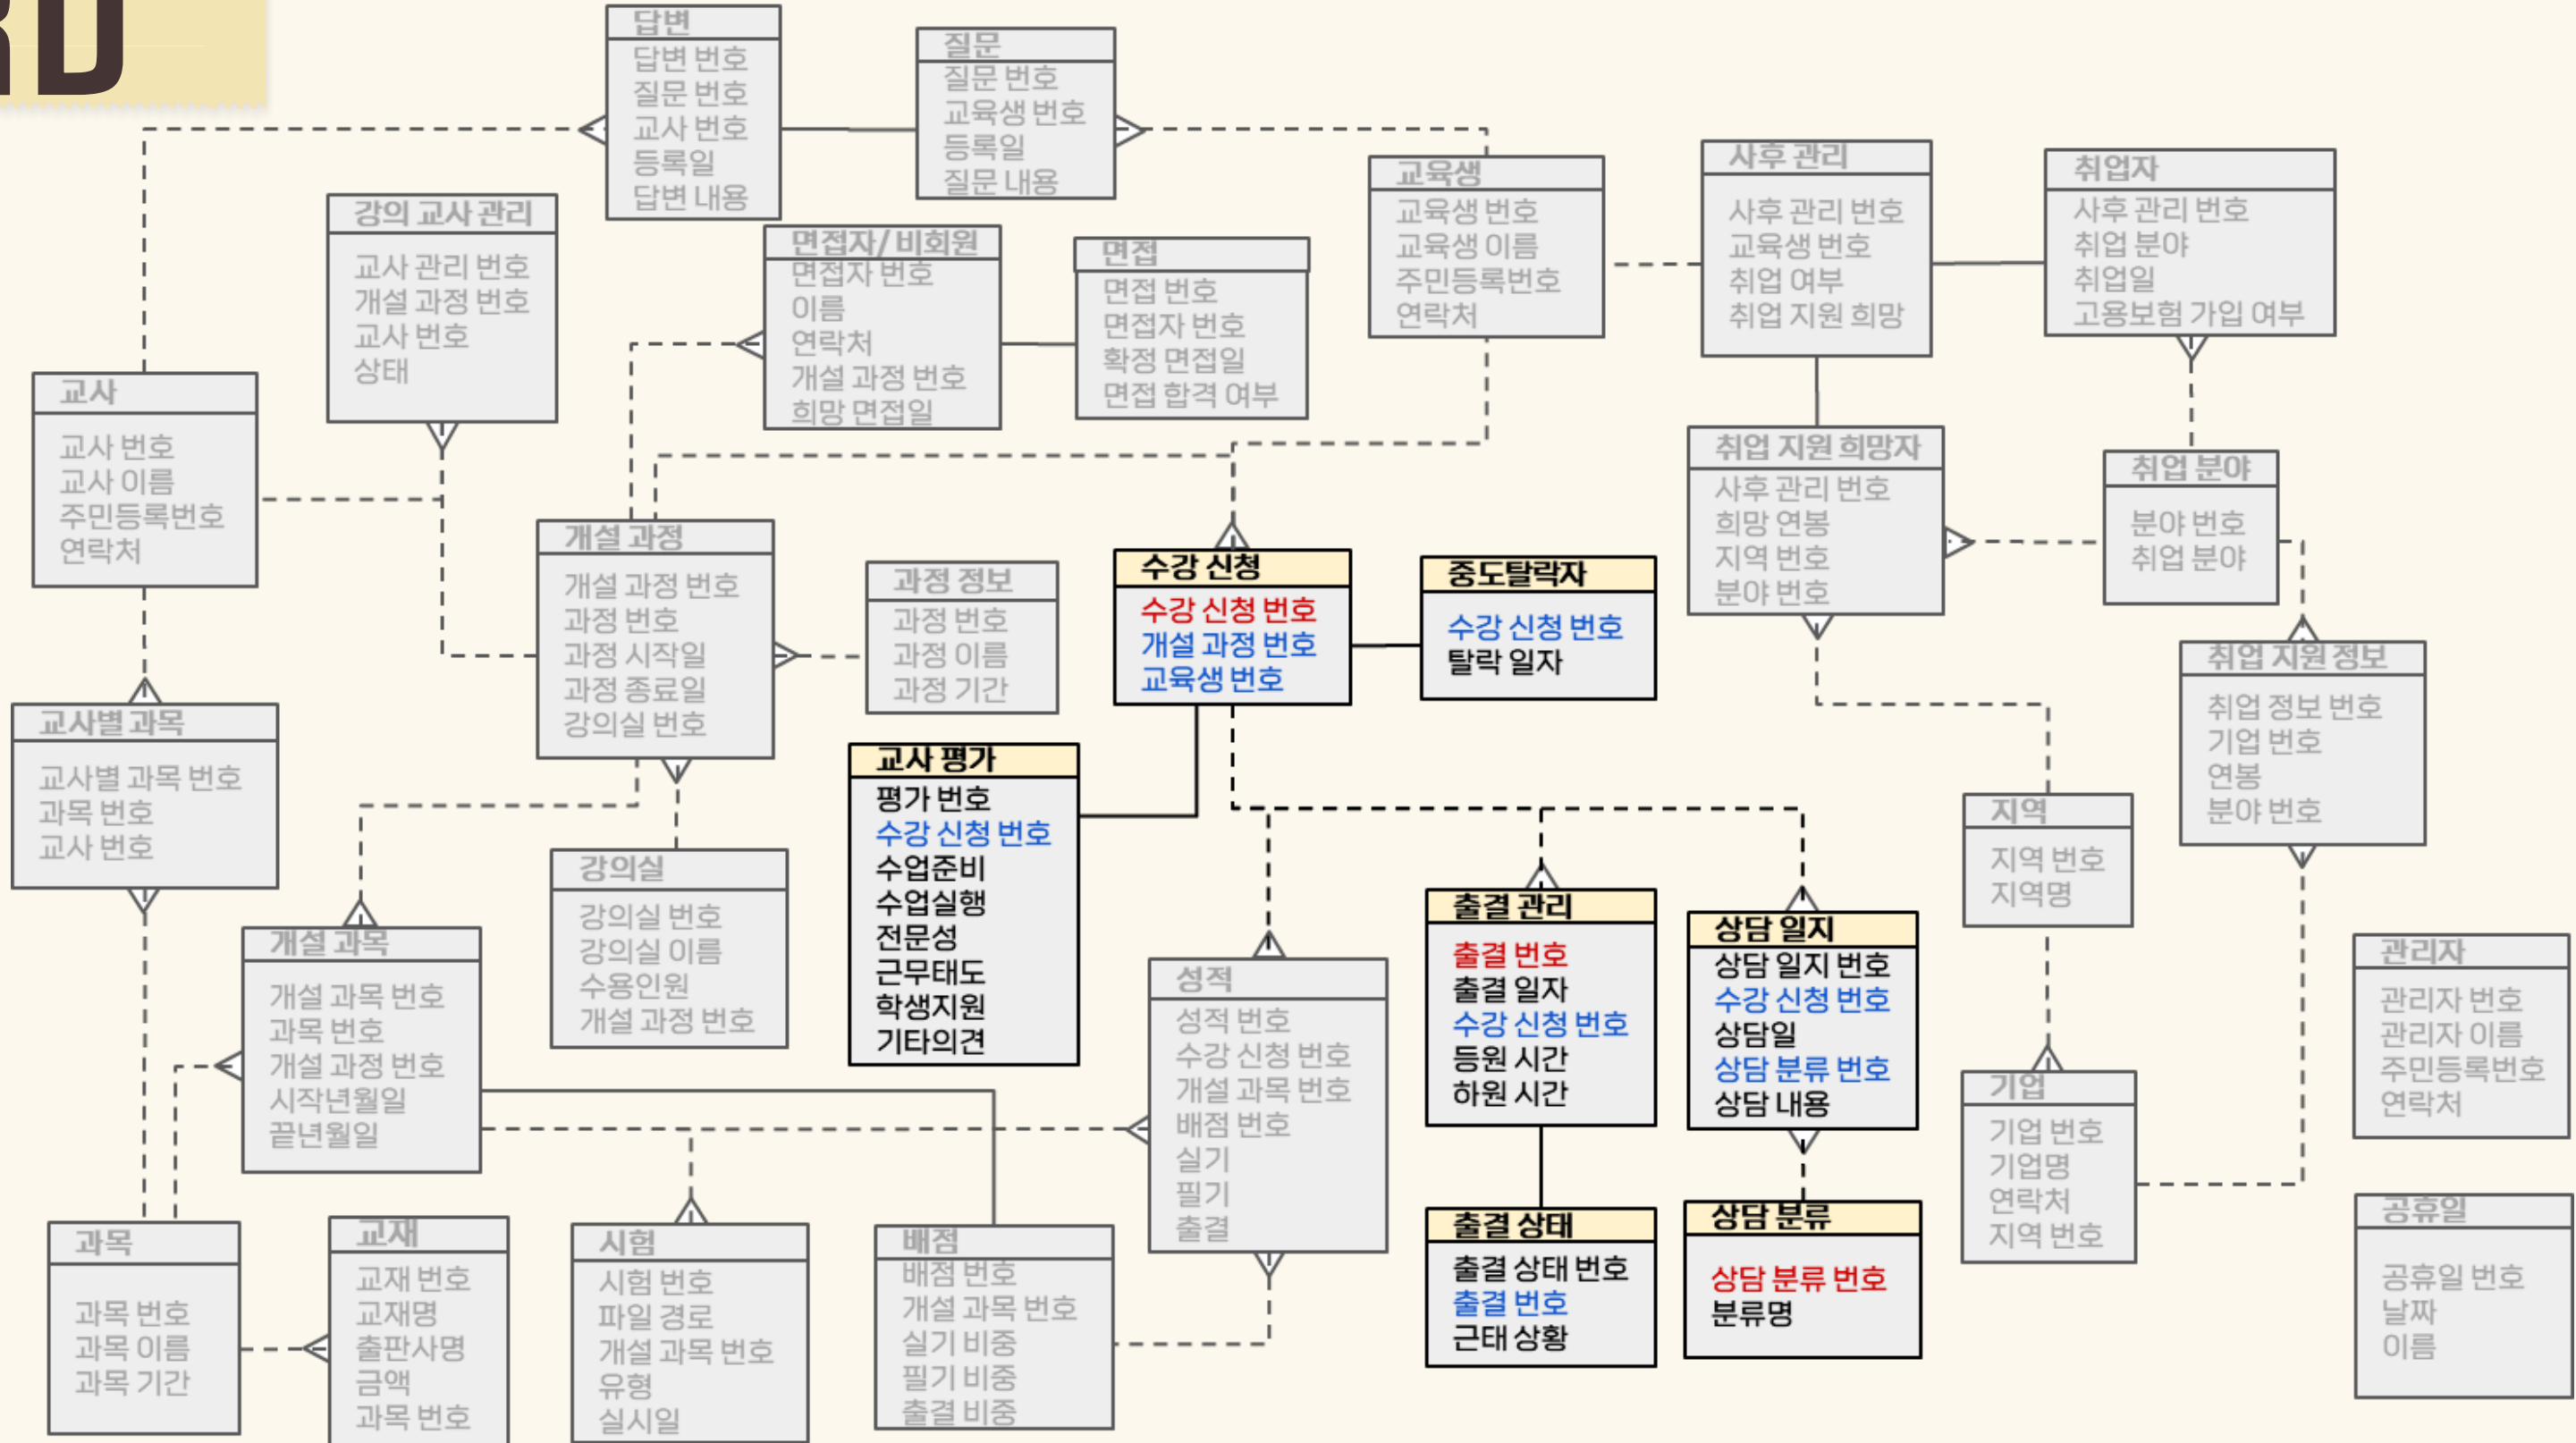 RD
답변
답변 번호
질문 번호
교사 번호
등록일
답변 내용
질문
질문 번호
교육생 번호
등록일
질문 내용
교육생
교육생 번호
교육생 이름
주민등록번호
연락처
사후 관리
사후 관리 번호
교육생 번호
취업 여부
취업 지원 희망
취업자
사후 관리 번호
취업 분야
취업일
고용보험 가입 여부
강의 교사 관리
교사 관리 번호
개설 과정 번호
교사 번호
상태
면접자/ 비회원
면접자 번호
이름
연락처
개설 과정 번호
희망 면접일
면접
면접 번호
면접자 번호
확정 면접일
면접 합격 여부
교사
교사 번호
교사 이름
주민등록번호
연락처
취업 지원 희망자
사후 관리 번호
희망 연봉
지역 번호
분야 번호
취업 분야
분야 번호
취업 분야
개설 과정
개설 과정 번호
과정 번호
과정 시작일
과정 종료일
강의실 번호
과정 정보
과정 번호
과정 이름
과정 기간
수강 신청
수강 신청 번호
개설 과정 번호
교육생 번호
중도탈락자
수강 신청 번호
탈락 일자
취업 지원 정보
취업 정보 번호
기업 번호
연봉
분야 번호
교사별 과목
교사별 과목 번호
과목 번호
교사 번호
교사 평가
평가 번호
수강 신청 번호
수업준비
수업실행
전문성
근무태도
학생지원
기타의견
강의실
강의실 번호
강의실 이름
수용인원
개설 과정 번호
지역
지역 번호
지역명
개설 과목
개설 과목 번호
과목 번호
개설 과정 번호
시작년월일
끝년월일
성적
성적 번호
수강 신청 번호
개설 과목 번호
배점 번호
실기
필기
출결
출결 관리
출결 번호
출결 일자
수강 신청 번호
등원 시간
하원 시간
상담 일지
상담 일지 번호
수강 신청 번호
상담일
상담 분류 번호
상담 내용
관리자
관리자 번호
관리자 이름
주민등록번호
연락처
기업
기업 번호
기업명
연락처
지역 번호
과목
과목 번호
과목 이름
과목 기간
교재
교재 번호
교재명
출판사명
금액
과목 번호
시험
시험 번호
파일 경로
개설 과목 번호
유형
실시일
배점
배점 번호
개설 과목 번호
실기 비중
필기 비중
출결 비중
출결 상태
출결 상태 번호
출결 번호
근태 상황
상담 분류
상담 분류 번호
분류명
공휴일
공휴일 번호
날짜
이름